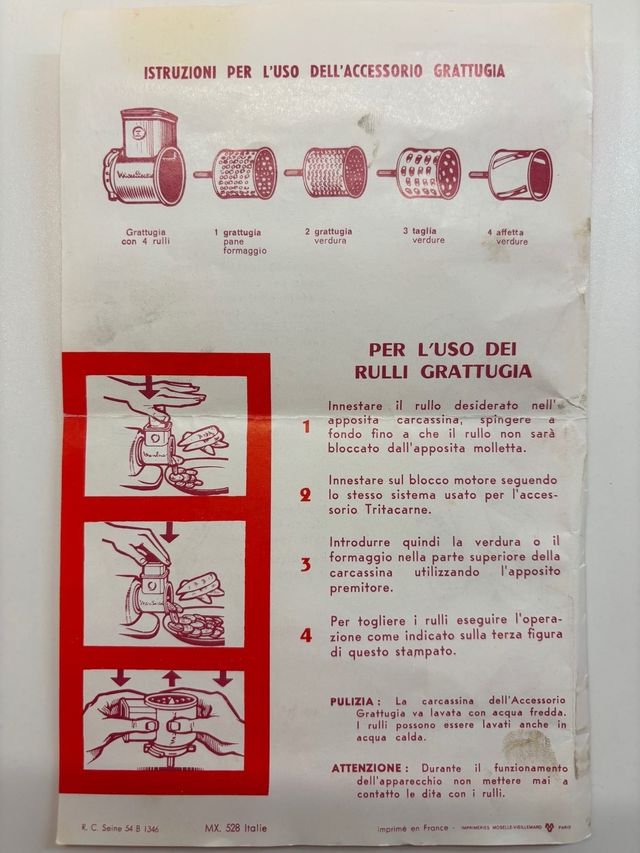 ISTRUZIONI PER L'USO DELL'ACCESSORIO GRATTUGIA
Moulinex
Grattugia
con 4 rulli
1 grattugia
pane
formaggio
2 grattugia
verdura
3 taglia
verdure
4 affetta
verdure
PER L'USO DEI
RULLI GRATTUGIA
1 Innestare il rullo desiderato nell'
apposita carcassina, spingere a
fondo fino a che il rullo non sarà
bloccato dall'apposita molletta.
2 Innestare sul blocco motore seguendo
lo stesso sistema usato per l'acces-
sorio Tritacarne.
3 Introdurre quindi la verdura o il
formaggio nella parte superiore della
carcassina utilizzando l'apposito
premitore.
4 Per togliere i rulli eseguire l'opera-
zione come indicato sulla terza figura
di questo stampato.
PULIZIA : La carcassina dell'Accessorio
Grattugia va lavata con acqua fredda.
I rulli possono essere lavati anche in
acqua calda.
ATTENZIONE : Durante il funzionamento
dell'apparecchio non mettere mai a
contatto le dita con i rulli.
R. C. Seine 54 B 1346
MX. 528 Italie
Imprimé en France - IMPRIMERIES MOSELLE-VIEILLEMARD PARIS